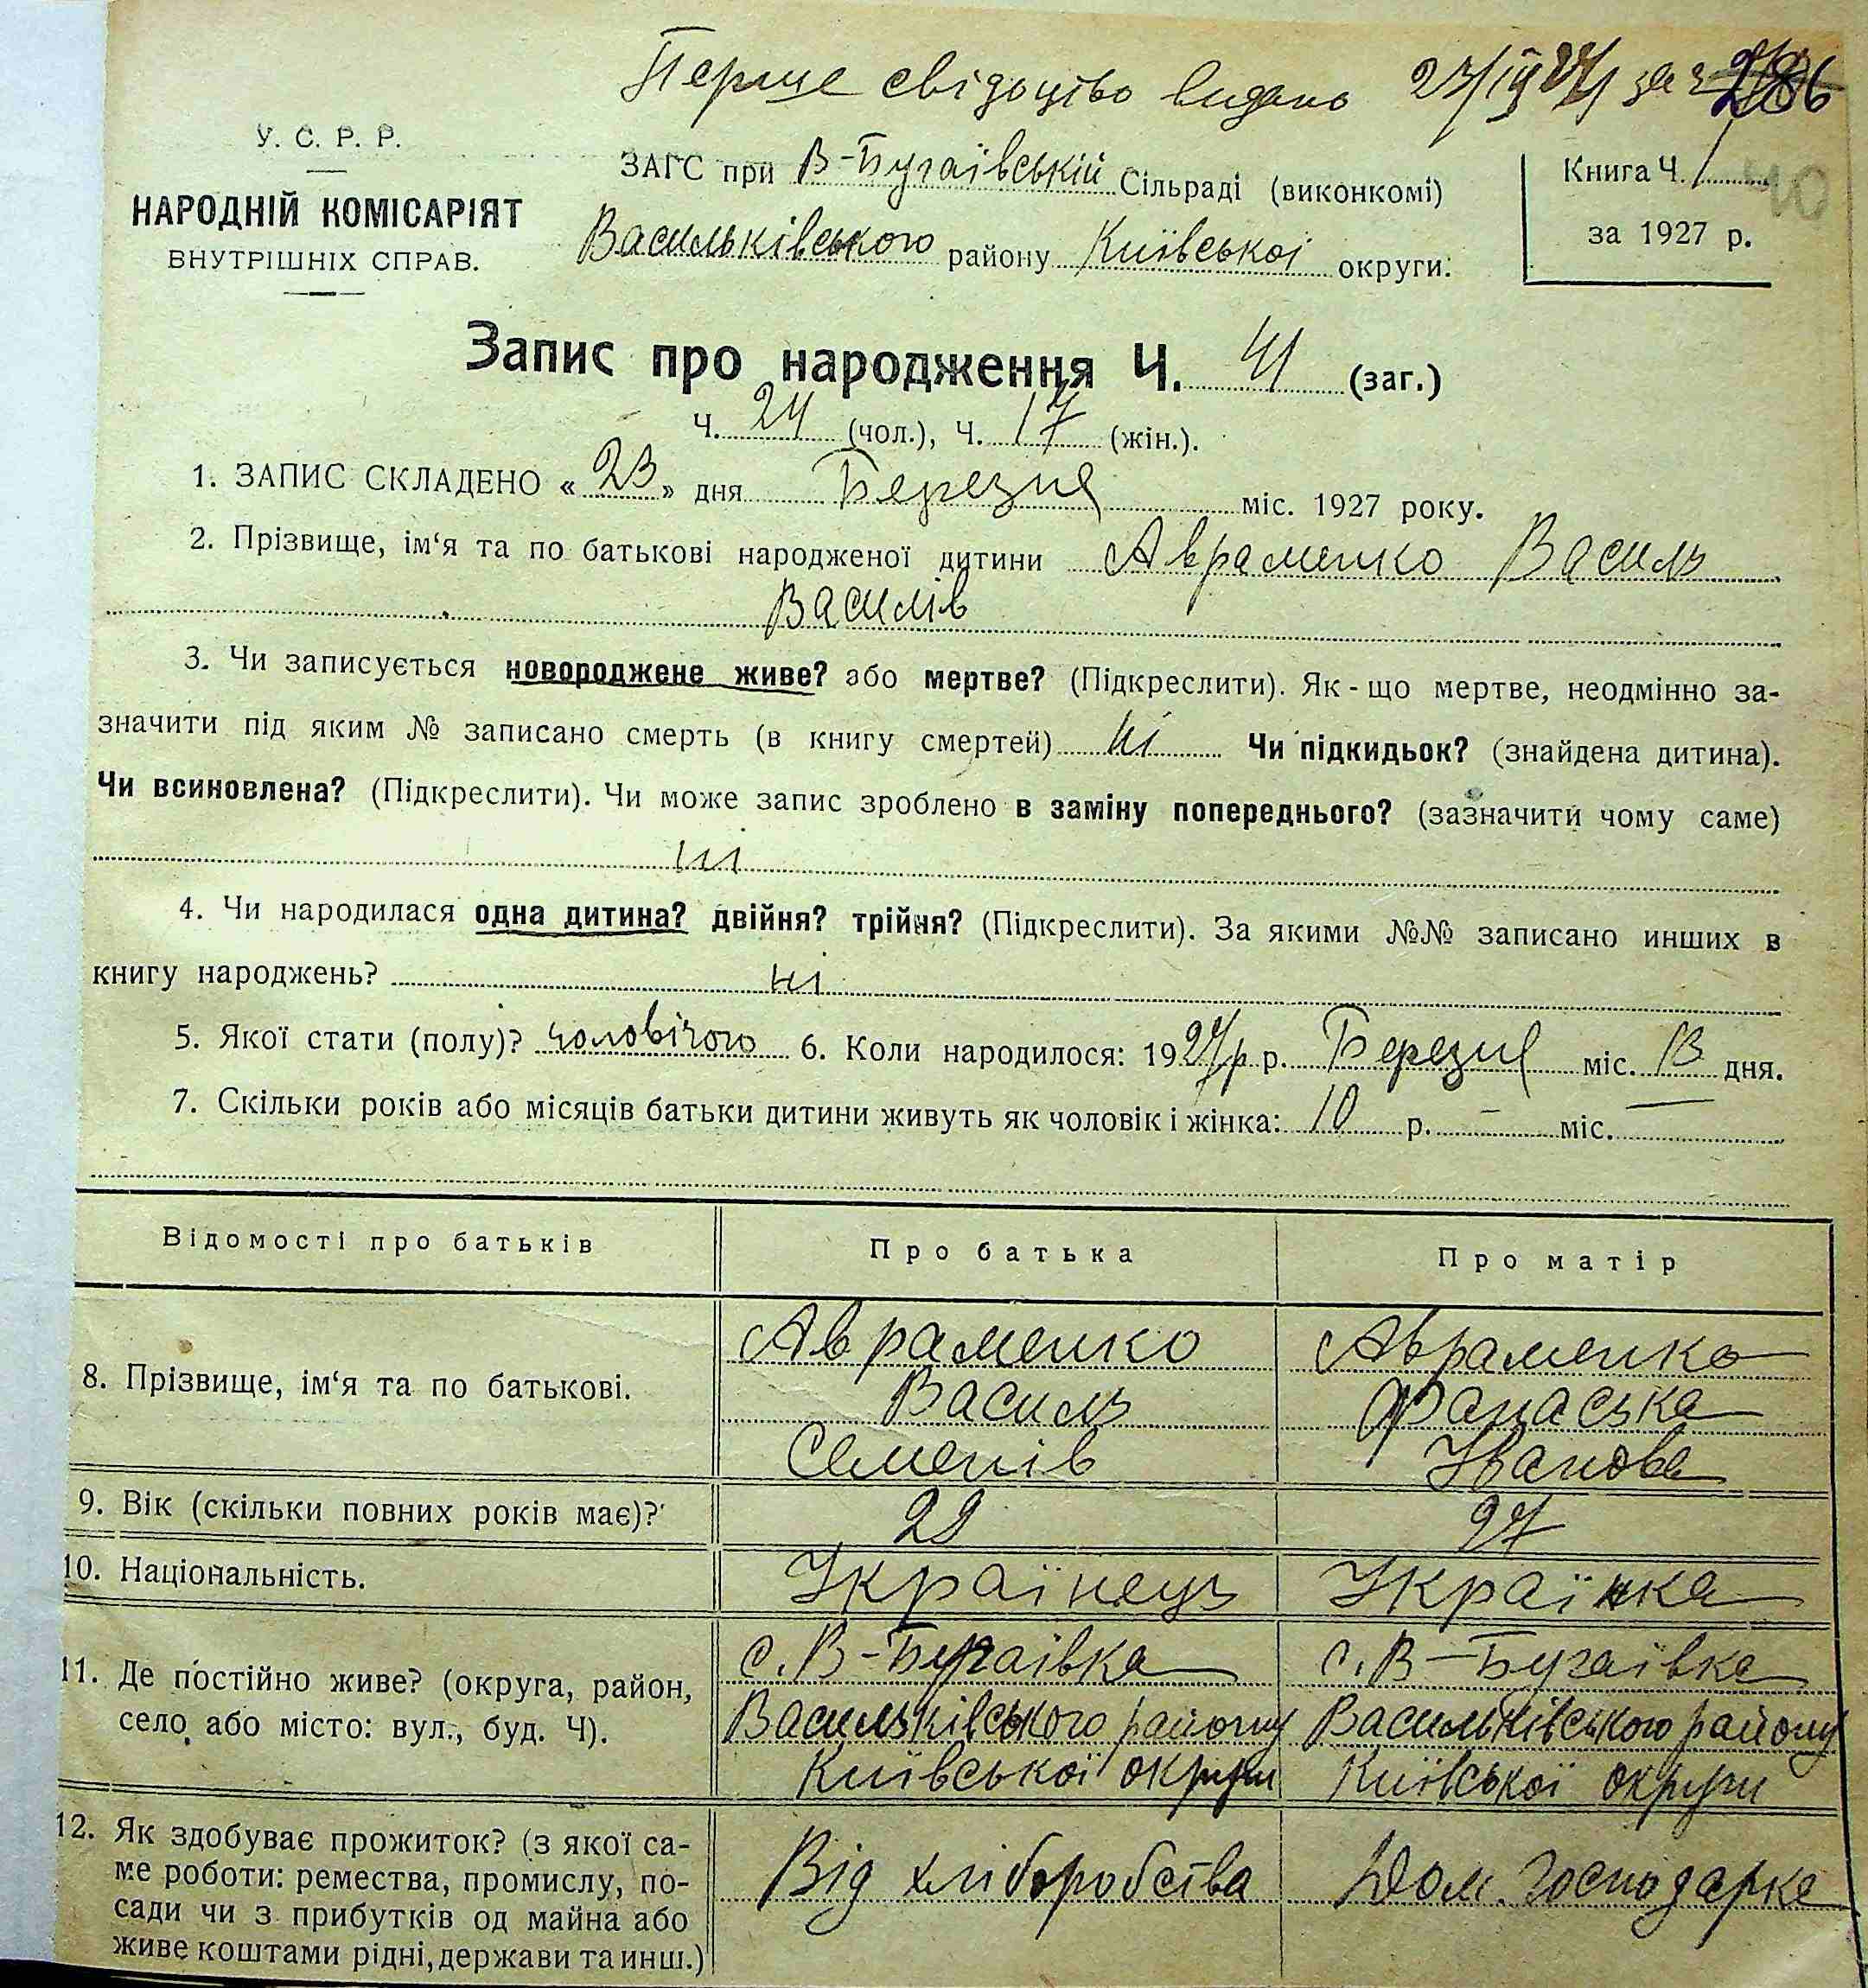 Перше свідоцтво видано 23/III 27 за 286
У. С. Р. Р.
НАРОДНІЙ КОМІСАРІЯТ
ВНУТРІШНІХ СПРАВ.
ЗАГС при В-Бугаївській Сільраді (виконкомі)
Васильківського району Київської округи.
Книга Ч. 1
40
за 1927 р.
Запис про народження Ч. 41 (заг.)
Ч. 24 (чол.), Ч. 17 (жін.).
1. ЗАПИС СКЛАДЕНО « 23 » дня Березня міс. 1927 року.
2. Прізвище, ім‘я та по батькові народженої дитини Авраменко Василь
Василів
3. Чи записується новороджене живе? або мертве? (Підкреслити). Як-що мертве, неодмінно за-
значити під яким № записано смерть (в книгу смертей) ні Чи підкидьок? (знайдена дитина).
Чи всиновлена? (Підкреслити). Чи може запис зроблено в заміну попереднього? (зазначити чому саме)
ні
4. Чи народилася одна дитина? двійня? трійня? (Підкреслити). За якими №№ записано инших в
книгу народжень? ні
5. Якої стати (полу)? чоловічого 6. Коли народилося: 1927р р. Березня міс. 13 дня.
7. Скільки років або місяців батьки дитини живуть як чоловік і жінка: 10 р. – міс. —
Відомості про батьків Про батька Про матір
8. Прізвище, ім‘я та по батькові.
Авраменко
Василь
Семенів
Авраменко
Фанаська
Іванова
9. Вік (скільки повних років має)? 29 27
10. Національність. Українець Українка
11. Де постійно живе? (округа, район,
село або місто: вул., буд. Ч).
с. В-Бугаївка
Васильківського району
Київської округи
с. В-Бугаївка
Васильківського району
Київської округи
12. Як здобуває прожиток? (з якої са-
ме роботи: ремества, промислу, по-
сади чи з прибутків од майна або
живе коштами рідні, держави та инш.)
Від хліборобства
Дом. господарка